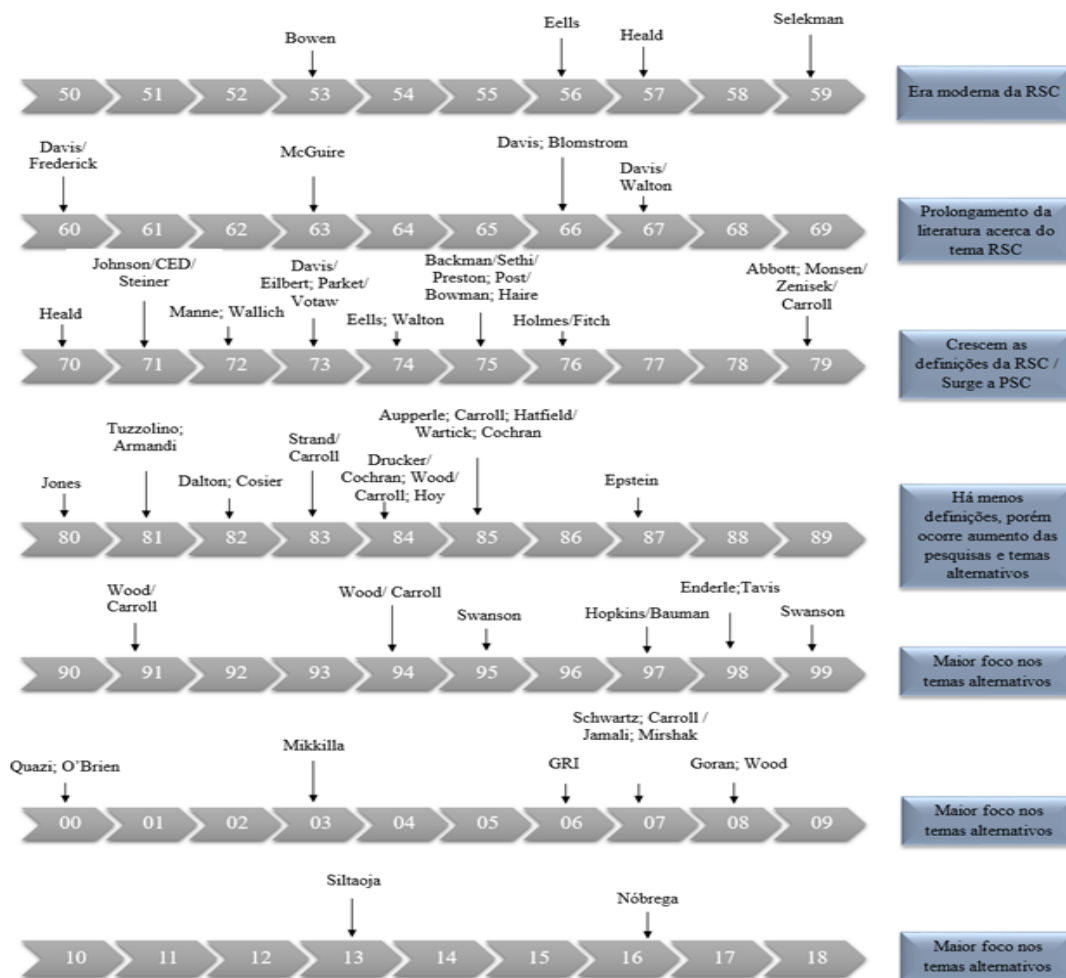 Bowen
Eells
Heald
Selekman
50 51 52 53 54 55 56 57 58 59
Era moderna da RSC
Davis/
Frederick
McGuire
Davis; Blomstrom
Davis/
Walton
60 61 62 63 64 65 66 67 68 69
Prolongamento da
literatura acerca do
tema RSC
Heald
Johnson/CED/
Steiner
Manne; Wallich
Davis/
Eilbert; Parket/
Votaw
Eells; Walton
Backman/Sethi/
Preston; Post/
Bowman; Haire
Holmes/Fitch
Abbott; Monsen/
Zenisek/
Carroll
70 71 72 73 74 75 76 77 78 79
Crescem as
definições da RSC /
Surge a PSC
Jones
Tuzzolino;
Armandi
Dalton; Cosier
Strand/
Carroll
Drucker/
Cochran; Wood/
Carroll; Hoy
Aupperle; Carroll; Hatfield/
Wartick; Cochran
Epstein
80 81 82 83 84 85 86 87 88 89
Há menos
definições, porém
ocorre aumento das
pesquisas e temas
alternativos
Wood/
Carroll
Wood/ Carroll
Swanson
Hopkins/Bauman
Enderle;Tavis
Swanson
90 91 92 93 94 95 96 97 98 99
Maior foco nos
temas alternativos
Quazi; O’Brien
Mikkilla
GRI
Schwartz; Carroll /
Jamali; Mirshak
Goran; Wood
00 01 02 03 04 05 06 07 08 09
Maior foco nos
temas alternativos
Siltaoja
Nóbrega
10 11 12 13 14 15 16 17 18
Maior foco nos
temas alternativos